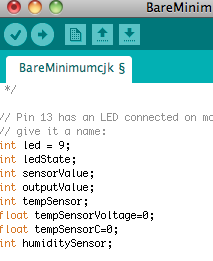 BareMinim
BareMinimumcjk §
*/
// Pin 13 has an LED connected on mo
// give it a name:
int led = 9;
int ledState;
int sensorValue;
int outputValue;
int tempSensor;
float tempSensorVoltage=0;
float tempSensorC=0;
int humiditySensor;